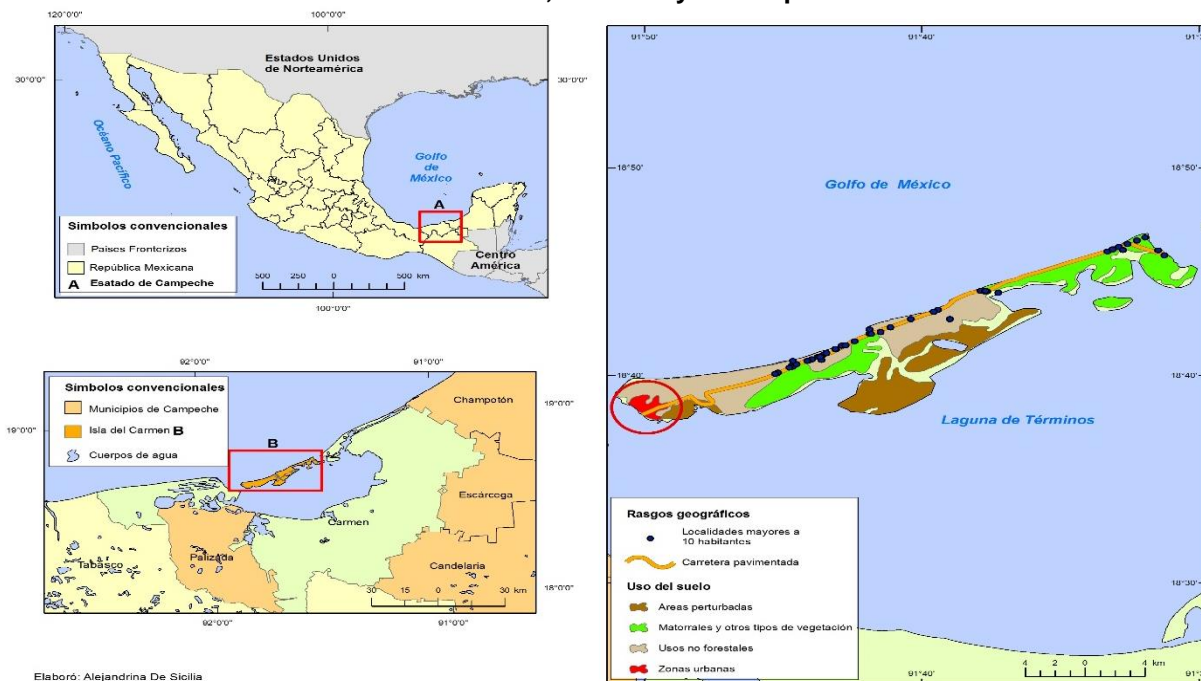 120°0'0"
100°0'0"
30°0'0"
30°0'0"
Estados Unidos
de Norteamérica
Océano Pacífico
Golfo
de
México
A
Centro
América
Símbolos convencionales
Paises Fronterizos
República Mexicana
A Esatado de Campeche
500 250 0 500 km
100°0'0"
92°0'0"
91°0'0"
Símbolos convencionales
Municipios de Campeche
Isla del Carmen B
Cuerpos de agua
19°0'0"
19°0'0"
B
Champotón
Escárcega
Carmen
Palizada
Tabasco
Candelaria
18°0'0"
30 15 0 30 km
92°0'0"
91°0'0"
Elaboró: Alejandrina De Sicilia
91°50'
91°40'
18°50'
18°50'
Golfo de México
18°40'
18°40'
Laguna de Términos
18°30'
18°30'
Rasgos geográficos
Localidades mayores a
10 habitantes
Carretera pavimentada
Uso del suelo
Areas perturbadas
Matorrales y otros tipos de vegetación
Usos no forestales
Zonas urbanas
4 2 0 4 km
91°40'